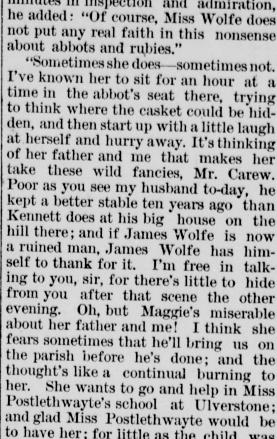 minutes in inspection and admiration,
he added: "Of course, Miss Wolfe does
not put any real faith in this nonsense
about abbots and rubies."
"Sometimes she does—sometimes not.
I've known her to sit for an hour at a
time in the abbot's seat there, trying
to think where the casket could be hid-
den, and then start up with a little laugh
at herself and hurry away. It's thinking
of her father and me that makes her
take these wild fancies, Mr. Carew.
Poor as you see my husband to-day, he
kept a better stable ten years ago than
Kennett does at his big house on the
hill there; and if James Wolfe is now
a ruined man, James Wolfe has him-
self to thank for it. I'm free in talk-
ing to you, sir, for there's little to hide
from you after that scene the other
evening. Oh, but Maggie's miserable
about her father and me! I think she
fears sometimes that he'll bring us on
the parish before he's done; and the
thought's like a continual burning to
her. She wants to go and help in Miss
Postlethwayte's school at Ulverstone;
and glad Miss Postlethwayte would be
to have her; for little as the child